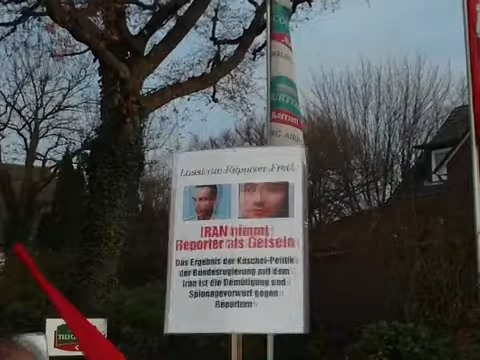 Lasst die Reporter Frei!
IRAN nimmt
Reporter als Geiseln
Das Ergebnis der Kuschel-Politik
der Bundesregierung mit dem
Iran ist die Demütigung und
Spionagevorwurf gegen
Reportern